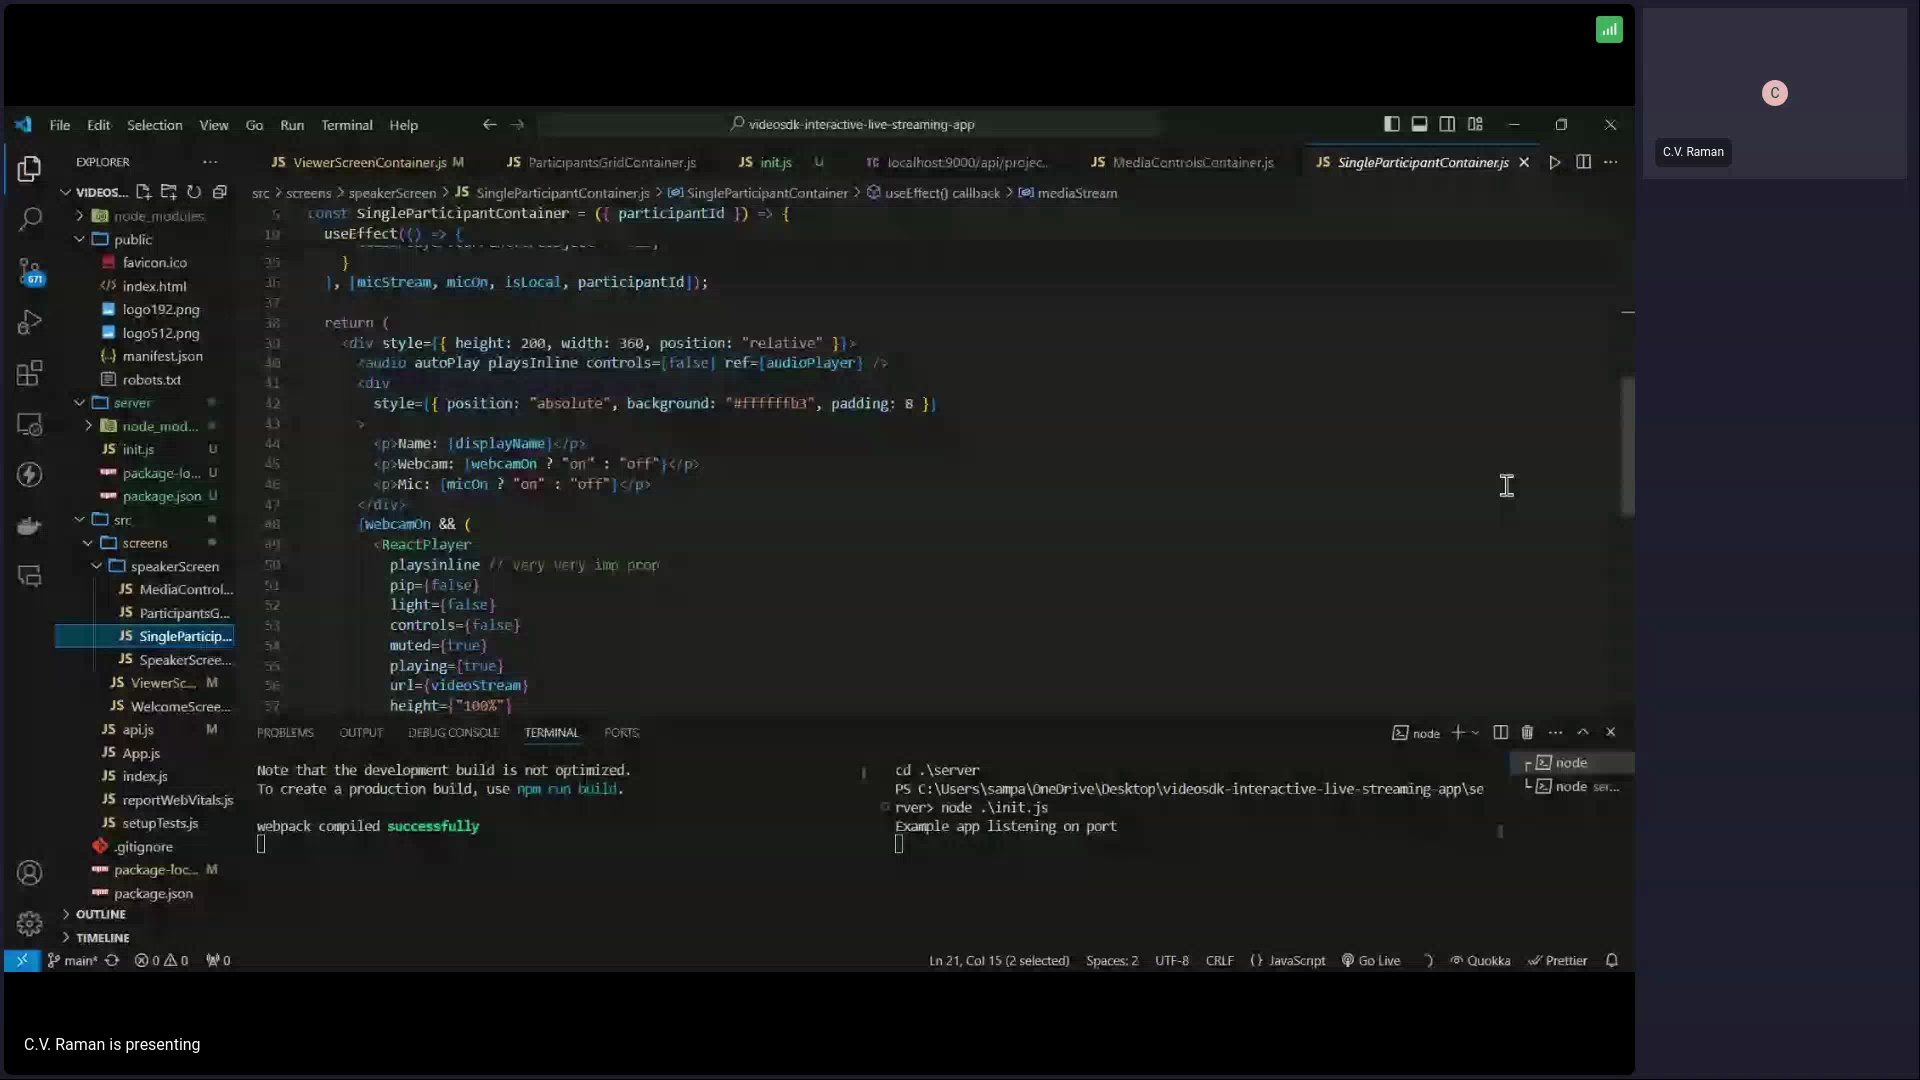 C
C.V. Raman
File Edit Selection View Go Run Terminal Help
videosdk-interactive-live-streaming-app
EXPLORER
ViewerScreenContainer.js M
ParticipantsGridContainer.js
init.js U
localhost:9000/api/projec...
MediaControlsContainer.js
SingleParticipantContainer.js
src > screens > speakerScreen > SingleParticipantContainer.js > SingleParticipantContainer > useEffect() callback > mediaStream
VIDEOS...
node_modules
public
favicon.ico
index.html
logo192.png
logo512.png
manifest.json
robots.txt
server
node_mod...
init.js U
package-lo... U
package.json U
src
screens
speakerScreen
MediaControl...
ParticipantsG...
SingleParticip...
SpeakerScree...
ViewerSc... M
WelcomeScree...
api.js M
App.js
index.js
reportWebVitals.js
setupTests.js
.gitignore
package-loc... M
package.json
OUTLINE
TIMELINE
671
const SingleParticipantContainer = ({ participantId }) => {
useEffect(() => {
35 }
36 }, [micStream, micOn, isLocal, participantId]);
37
38 return (
39 <div style={{ height: 200, width: 360, position: "relative" }}>
40 <audio autoPlay playsInline controls={false} ref={audioPlayer} />
41 <div
42 style={{ position: "absolute", background: "#ffffffb3", padding: 8 }}
43 >
44 <p>Name: {displayName}</p>
45 <p>Webcam: {webcamOn ? "on" : "off"}</p>
46 <p>Mic: {micOn ? "on" : "off"}</p>
47 </div>
48 {webcamOn && (
49 <ReactPlayer
50 playsinline // very very imp prop
51 pip={false}
52 light={false}
53 controls={false}
54 muted={true}
55 playing={true}
56 url={videoStream}
57 height={"100%"}
PROBLEMS OUTPUT DEBUG CONSOLE TERMINAL PORTS
node
Note that the development build is not optimized.
To create a production build, use npm run build.
webpack compiled successfully
cd .\server
PS C:\Users\sampa\OneDrive\Desktop\videosdk-interactive-live-streaming-app\se
rver> node .\init.js
Example app listening on port
node
node ser...
main* 0 0 0
Ln 21, Col 15 (2 selected) Spaces: 2 UTF-8 CRLF {} JavaScript Go Live Quokka Prettier
C.V. Raman is presenting